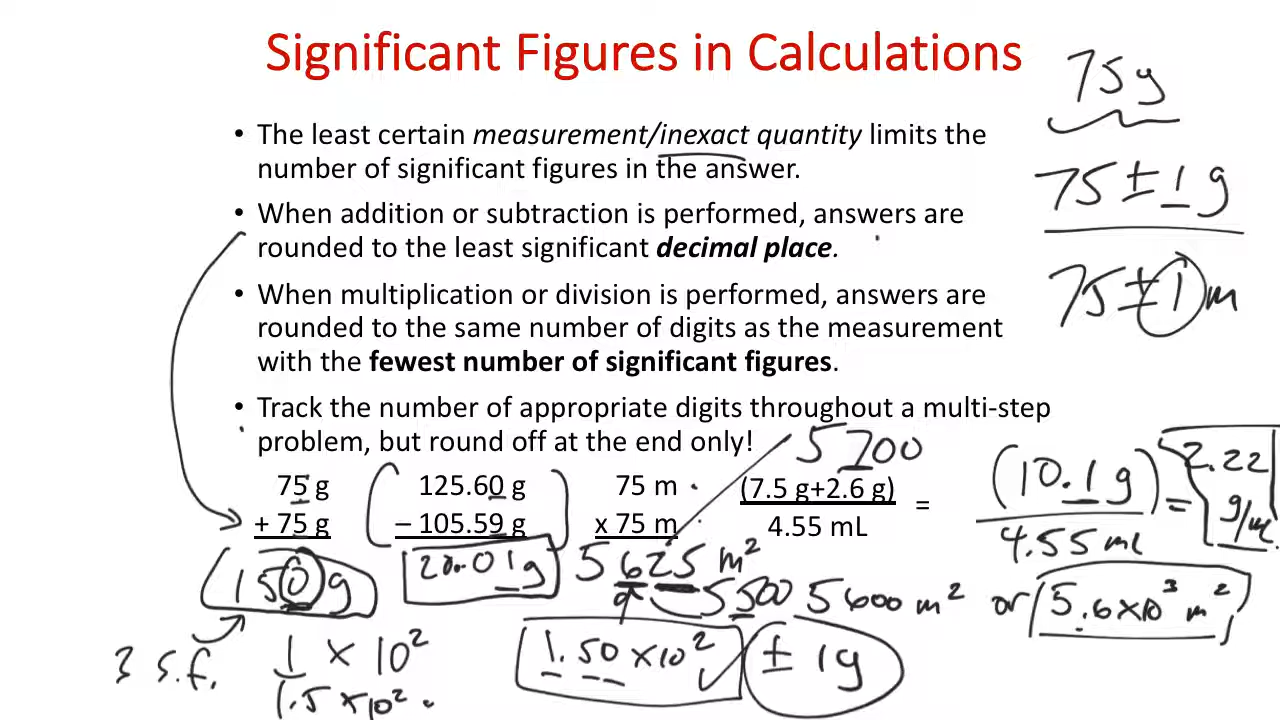 Significant Figures in Calculations
75g
• The least certain measurement/inexact quantity limits the
number of significant figures in the answer.
75 ± 1 g
• When addition or subtraction is performed, answers are
rounded to the least significant decimal place.
75 ± 1 m
• When multiplication or division is performed, answers are
rounded to the same number of digits as the measurement
with the fewest number of significant figures.
• Track the number of appropriate digits throughout a multi-step
problem, but round off at the end only!
5700
75 g
+ 75 g
150 g
125.60 g
– 105.59 g
20.01g
75 m
x 75 m
5625 m²
(7.5 g+2.6 g) =
4.55 mL
(10.1 g) = 2.22
4.55 mL g/mL
5500 5600 m² or 5.6 x 10³ m²
3 s.f.
1 x 10²
1.5 x 10²
1.50 x 10² ± 1g